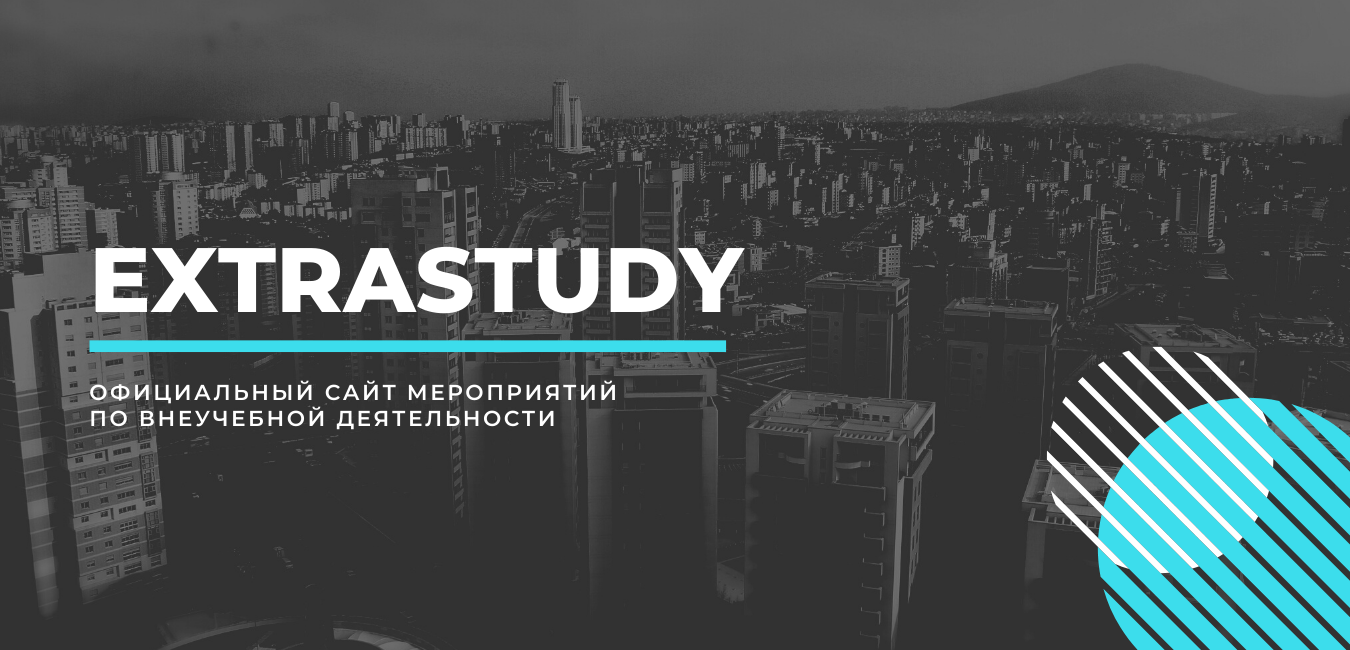 EXTRASTUDY
ОФИЦИАЛЬНЫЙ САЙТ МЕРОПРИЯТИЙ
ПО ВНЕУЧЕБНОЙ ДЕЯТЕЛЬНОСТИ